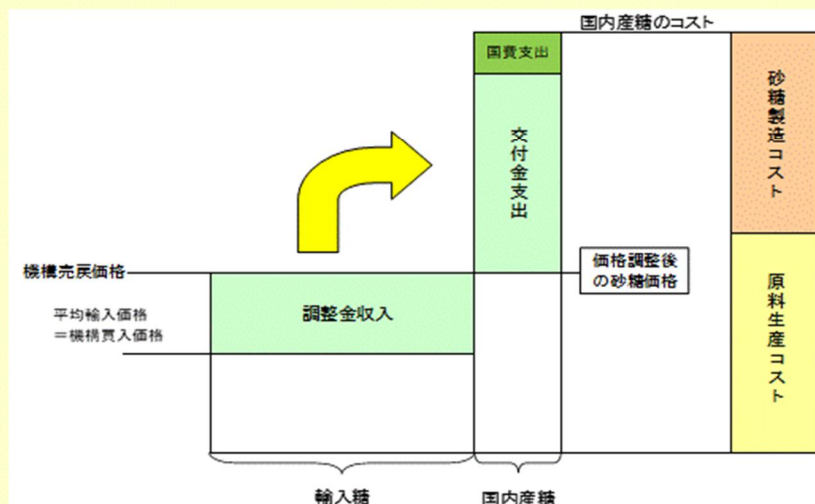 国内産糖のコスト
国費支出
交付金支出
砂糖製造コスト
機構売戻価格
価格調整後
の砂糖価格
平均輸入価格
＝機構買入価格
調整金収入
原料生産コスト
輸入糖
国内産糖